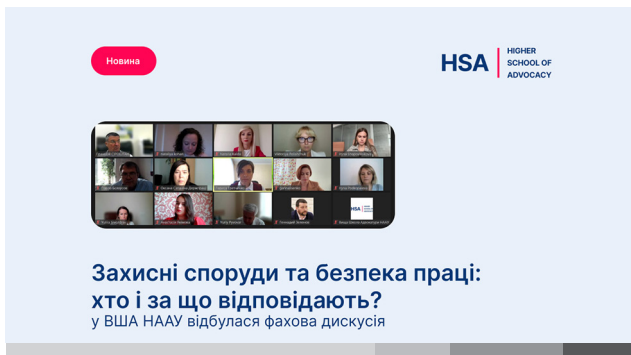 Новина
HSA
HIGHER
SCHOOL OF
ADVOCACY
Захисні споруди та безпека праці:
хто і за що відповідають?
у ВША НААУ відбулася фахова дискусія